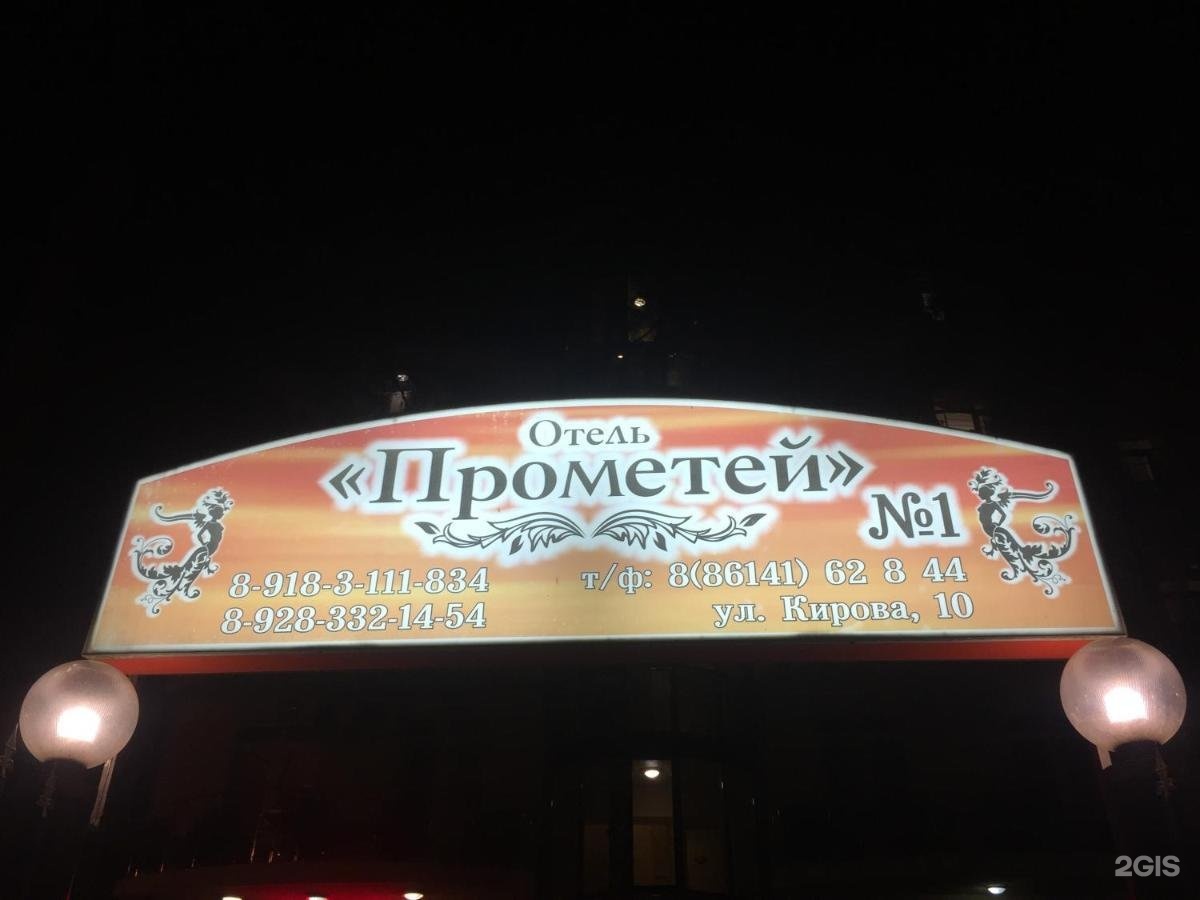 Отель
«Прометей»
№1
8-918-3-111-834
8-928-332-14-54
т/ф: 8(86141) 62 8 44
ул. Кирова, 10
2GIS